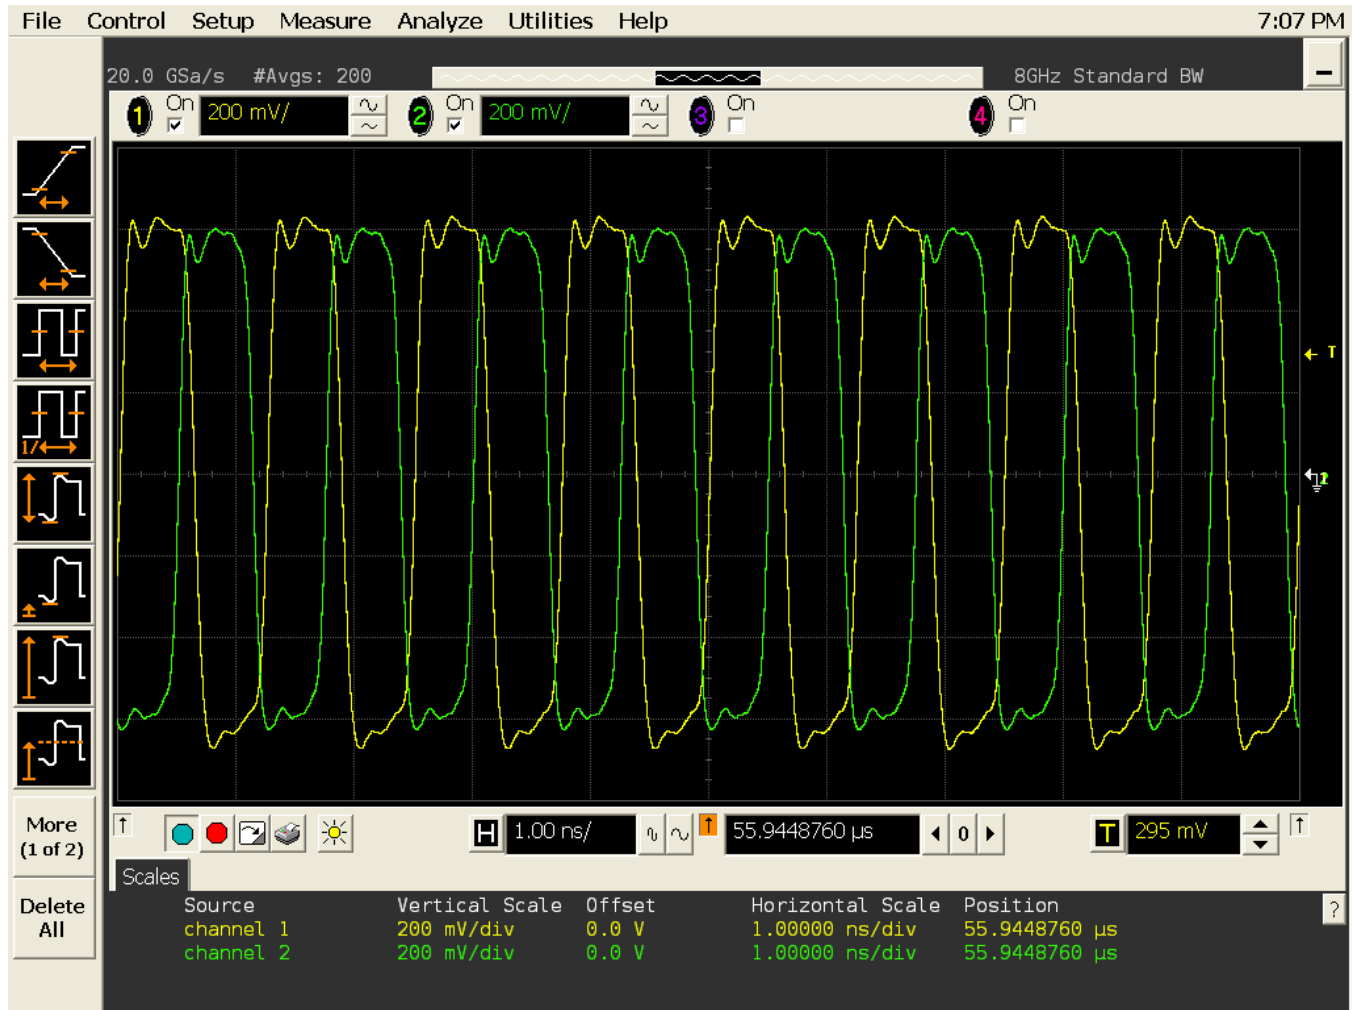 File Control Setup Measure Analyze Utilities Help 7:07 PM
20.0 GSa/s #Avgs: 200 8GHz Standard BW
1 On 200 mV/ 2 On 200 mV/ 3 On 4 On
T
1/
More
(1 of 2)
H 1.00 ns/ 55.9448760 µs 0 T 295 mV
Scales
Delete
All
Source Vertical Scale Offset Horizontal Scale Position
channel 1 200 mV/div 0.0 V 1.00000 ns/div 55.9448760 µs
channel 2 200 mV/div 0.0 V 1.00000 ns/div 55.9448760 µs
?